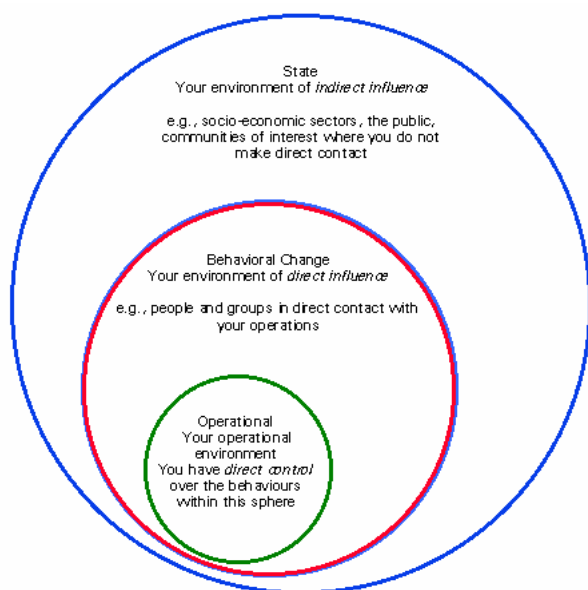 State
Your environment of indirect influence
e.g., socio-economic sectors, the public,
communities of interest where you do not
make direct contact
Behavioral Change
Your environment of direct influence
e.g., people and groups in direct contact with
your operations
Operational
Your operational
environment
You have direct control
over the behaviours
within this sphere